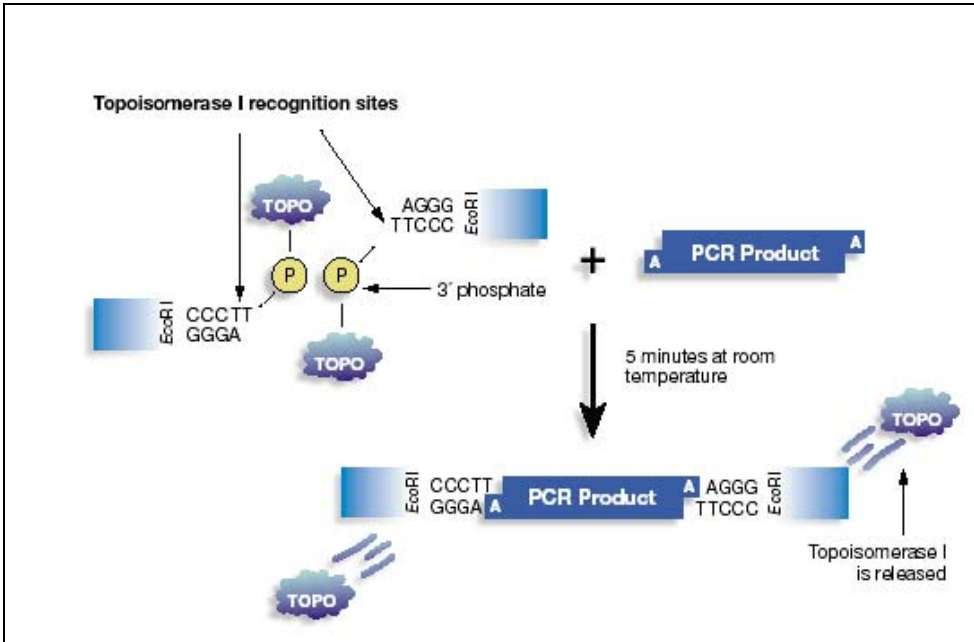 Topoisomerase I recognition sites
TOPO
P
P
3´ phosphate
TOPO
EcoRI
CCCTT
GGGA
AGGG
TTCCC
EcoRI
+
A
PCR Product
A
5 minutes at room
temperature
EcoRI
CCCTT
GGGA
A
PCR Product
A
AGGG
TTCCC
EcoRI
TOPO
TOPO
Topoisomerase I
is released